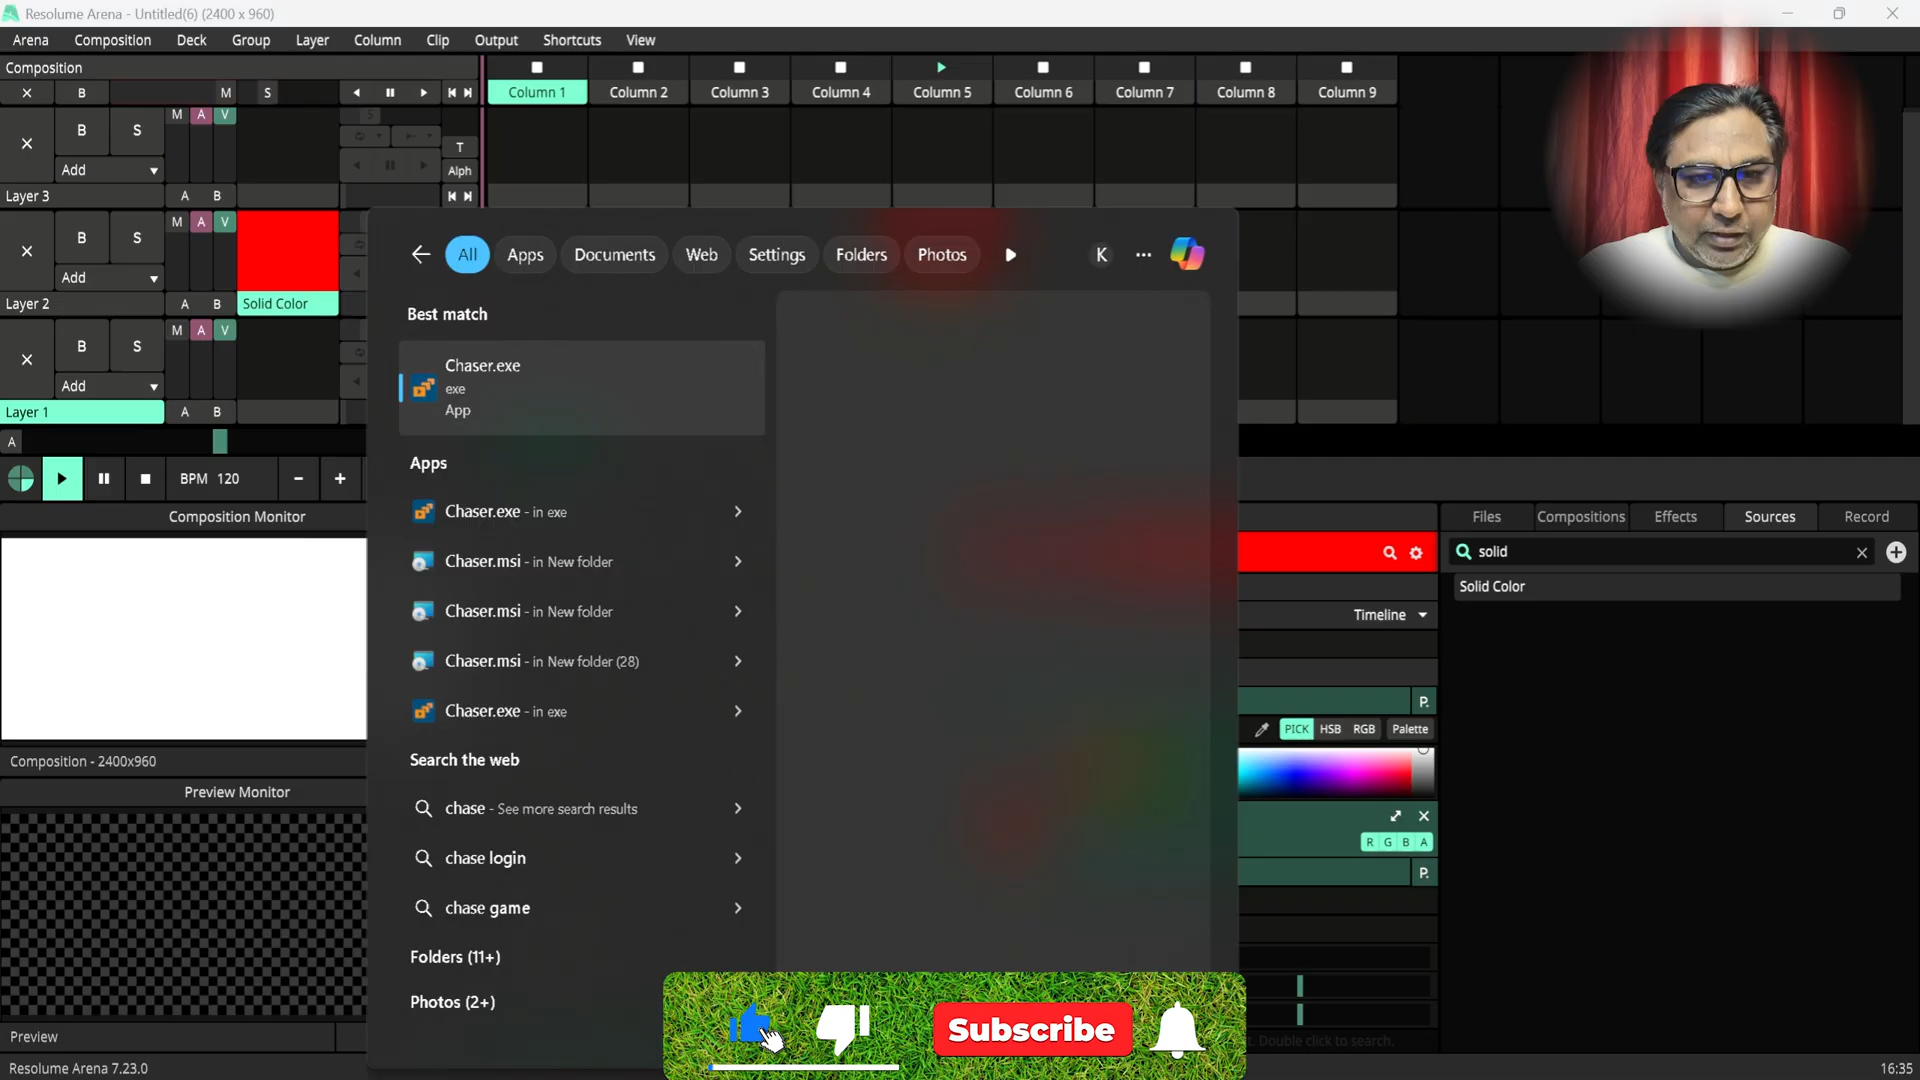 Resolume Arena - Untitled(6) (2400 x 960)
Arena Composition Deck Group Layer Column Clip Output Shortcuts View
Composition
B M S
Column 1 Column 2 Column 3 Column 4 Column 5 Column 6 Column 7 Column 8 Column 9
M A V
B S
S
T
Add
Alph
Layer 3 A B
M A V
B S
Add
Layer 2 A B Solid Color
M A V
B S
Add
Layer 1 A B
A
BPM 120 - +
Composition Monitor
Composition - 2400x960
Preview Monitor
Preview
Resolume Arena 7.23.0
All Apps Documents Web Settings Folders Photos K
Best match
Chaser.exe
exe
App
Apps
Chaser.exe - in exe
Chaser.msi - in New folder
Chaser.msi - in New folder
Chaser.msi - in New folder (28)
Chaser.exe - in exe
Search the web
chase - See more search results
chase login
chase game
Folders (11+)
Photos (2+)
Subscribe
Files Compositions Effects Sources Record
solid
Solid Color
Timeline
P.
PICK HSB RGB Palette
R G B A
P.
t. Double click to search.
16:35